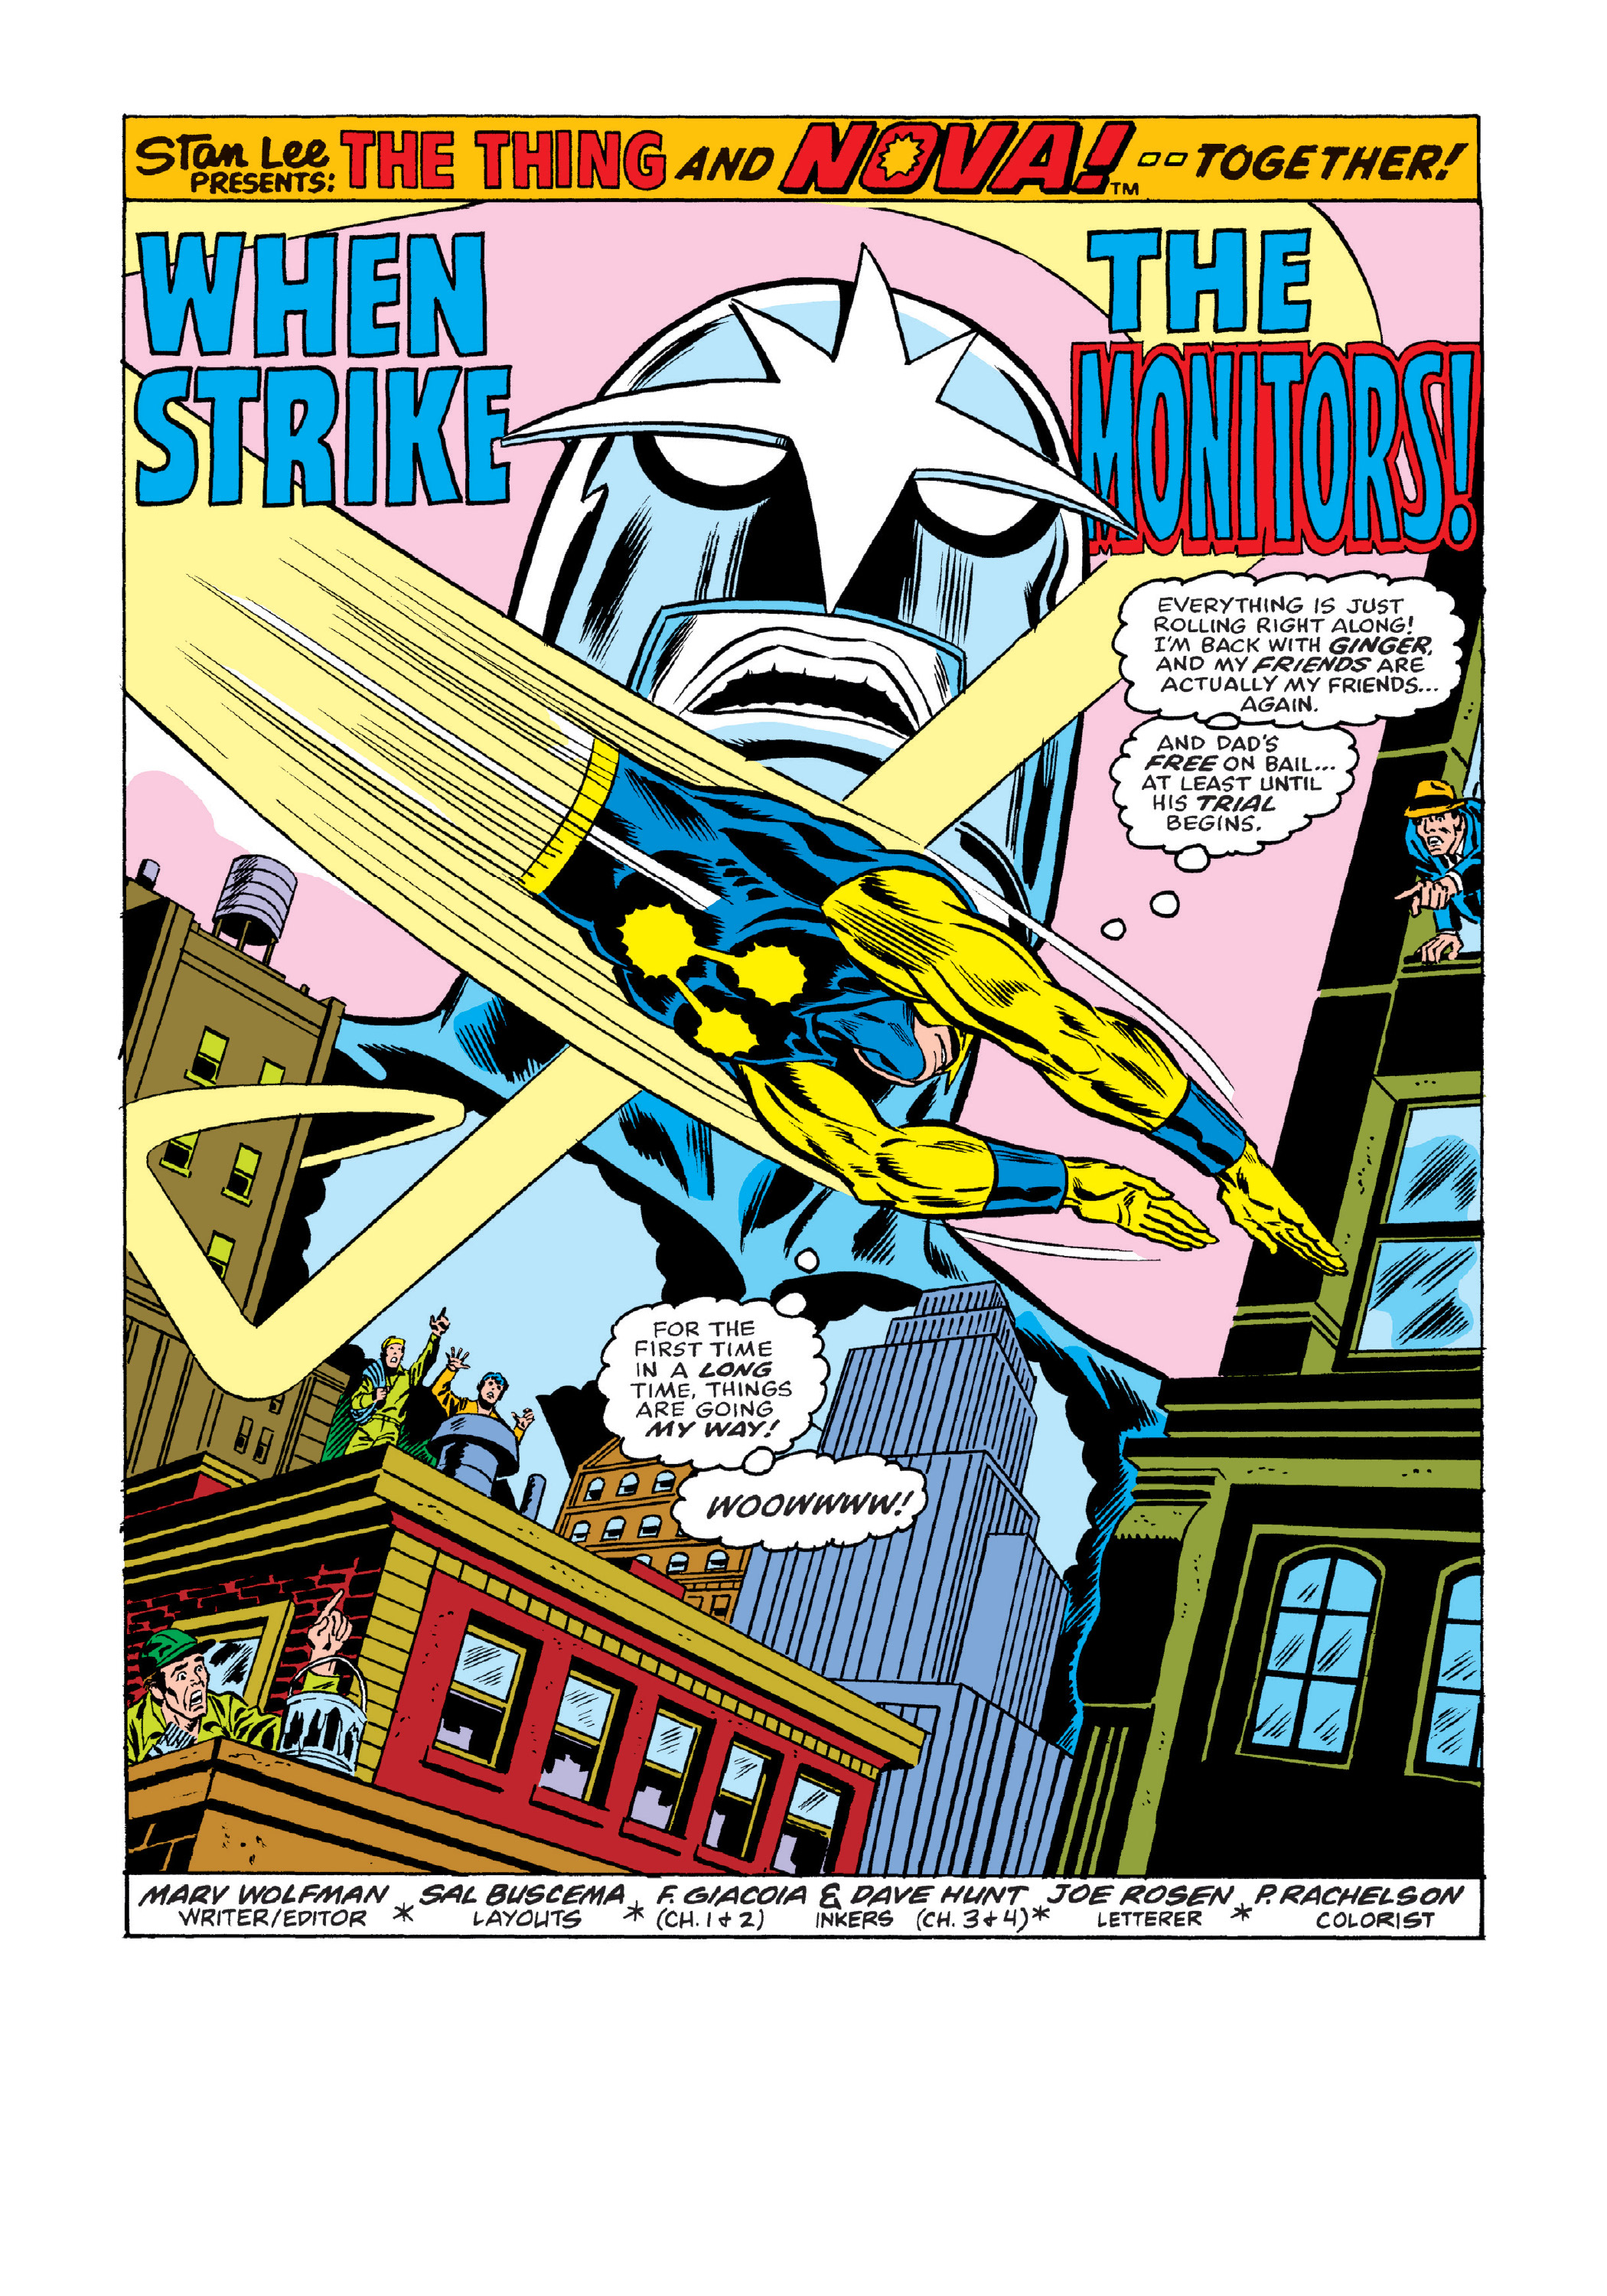 STAN LEE PRESENTS: THE THING AND NOVA!™ -- TOGETHER!
WHEN STRIKE
THE MONITORS!
EVERYTHING IS JUST
ROLLING RIGHT ALONG!
I'M BACK WITH GINGER,
AND MY FRIENDS ARE
ACTUALLY MY FRIENDS...
AGAIN.
AND DAD'S
FREE ON BAIL...
AT LEAST UNTIL
HIS TRIAL
BEGINS.
FOR THE
FIRST TIME
IN A LONG
TIME, THINGS
ARE GOING
MY WAY!
WOOWWWW!
MARV WOLFMAN * SAL BUSCEMA * F. GIACOIA & DAVE HUNT * JOE ROSEN * P. RACHELSON
WRITER/EDITOR LAYOUTS (CH. 1 & 2) INKERS (CH. 3 & 4) LETTERER COLORIST